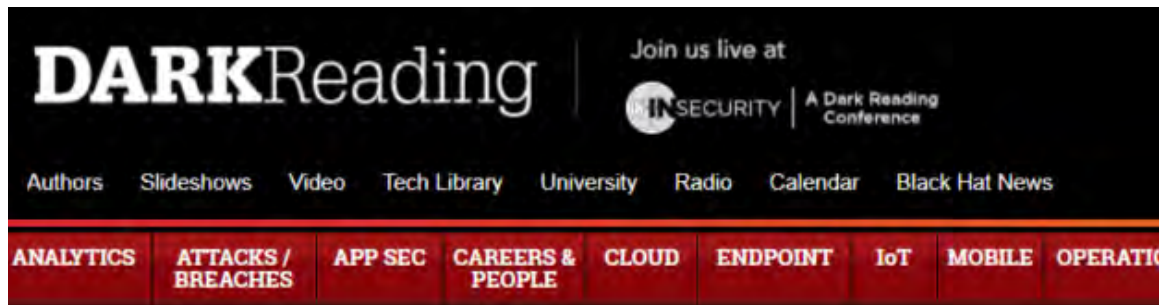 DARKReading
Join us live at
INSECURITY
A Dark Reading
Conference
Authors Slideshows Video Tech Library University Radio Calendar Black Hat News
ANALYTICS
ATTACKS /
BREACHES
APP SEC
CAREERS &
PEOPLE
CLOUD
ENDPOINT
IoT
MOBILE
OPERATIO